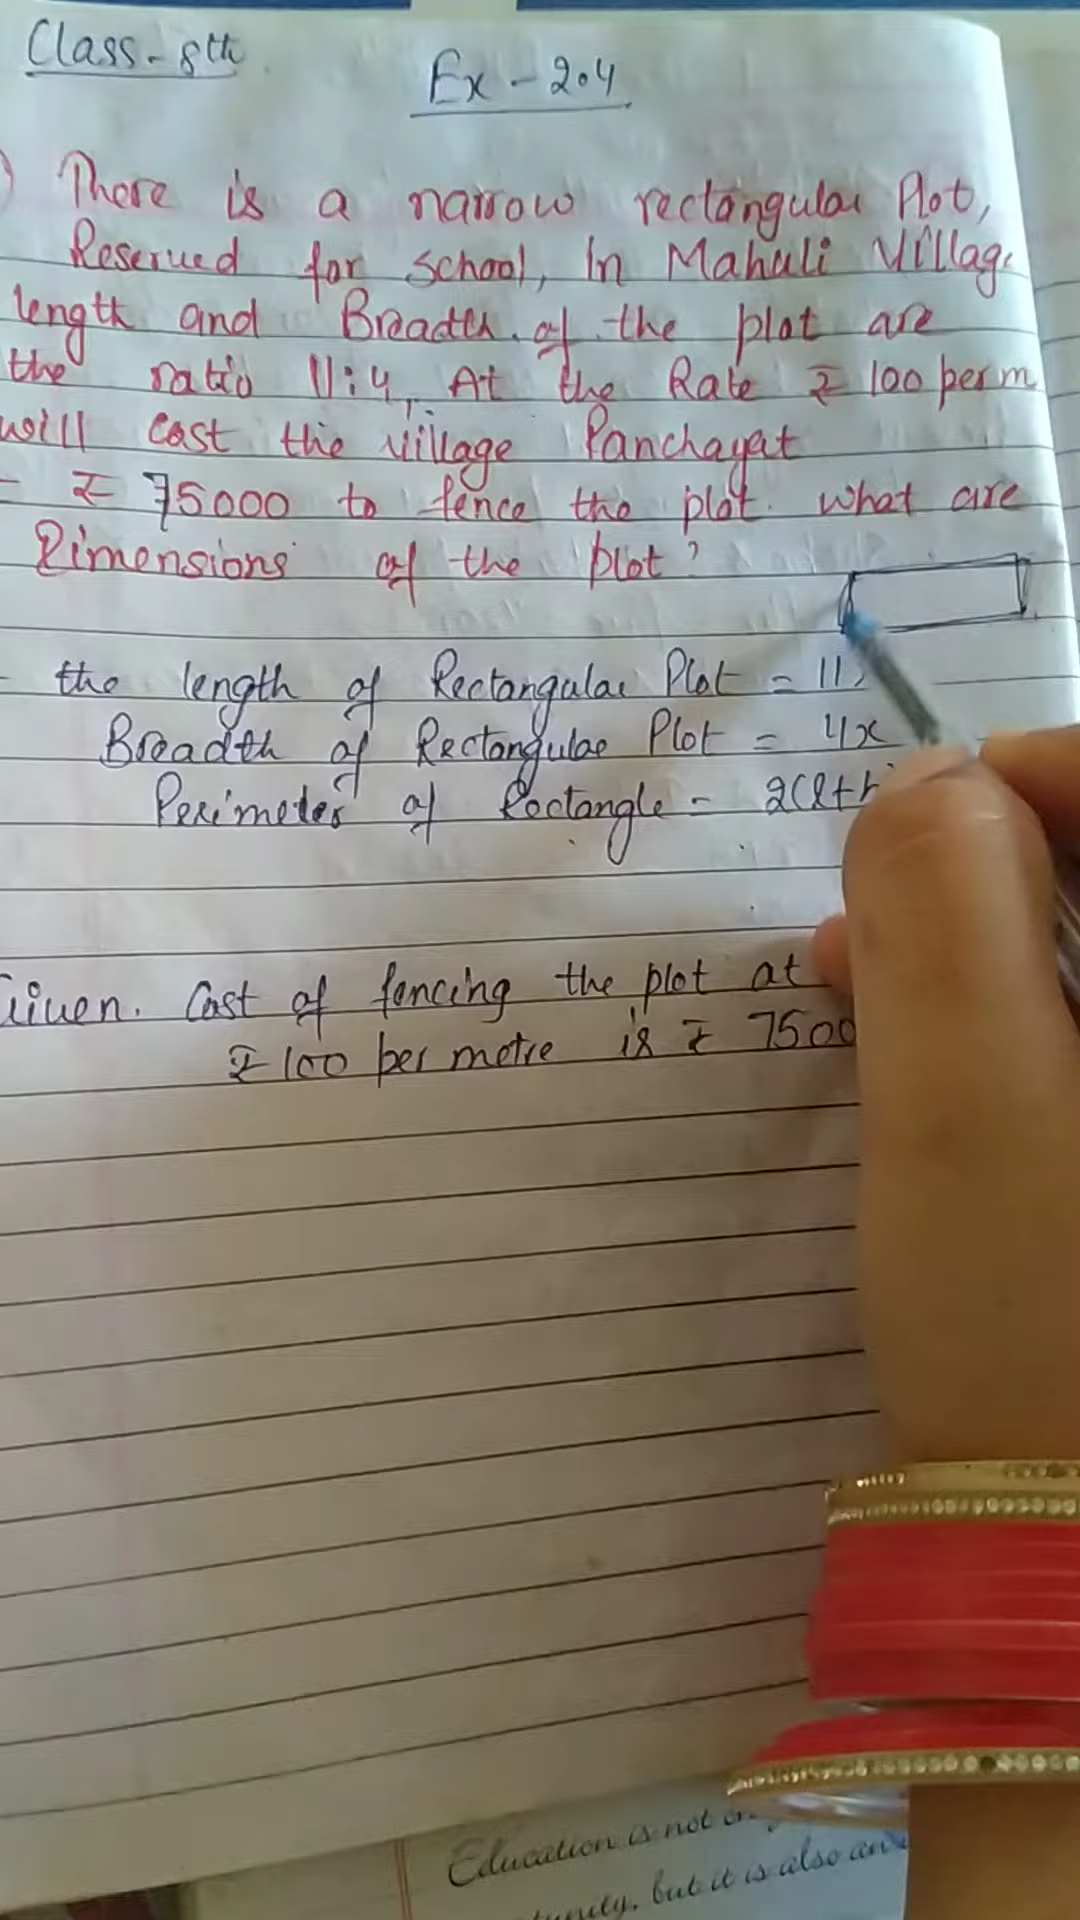 Class - 8th
Ex - 2.4
There is a narrow rectangular Plot,
Reserved for School, In Mahuli Village
length and Breadth of the plot are
the ratio 11:4. At the Rate ₹ 100 per m
will cost the village Panchayat
₹ 75000 to fence the plot. What are
Dimensions of the plot?
the length of Rectangular Plot = 11
Breadth of Rectangular Plot = 4x
Perimeter of Rectangle = 2(l+b
Given. Cost of fencing the plot at
₹ 100 per metre is ₹ 7500
Education is not
but it is also an